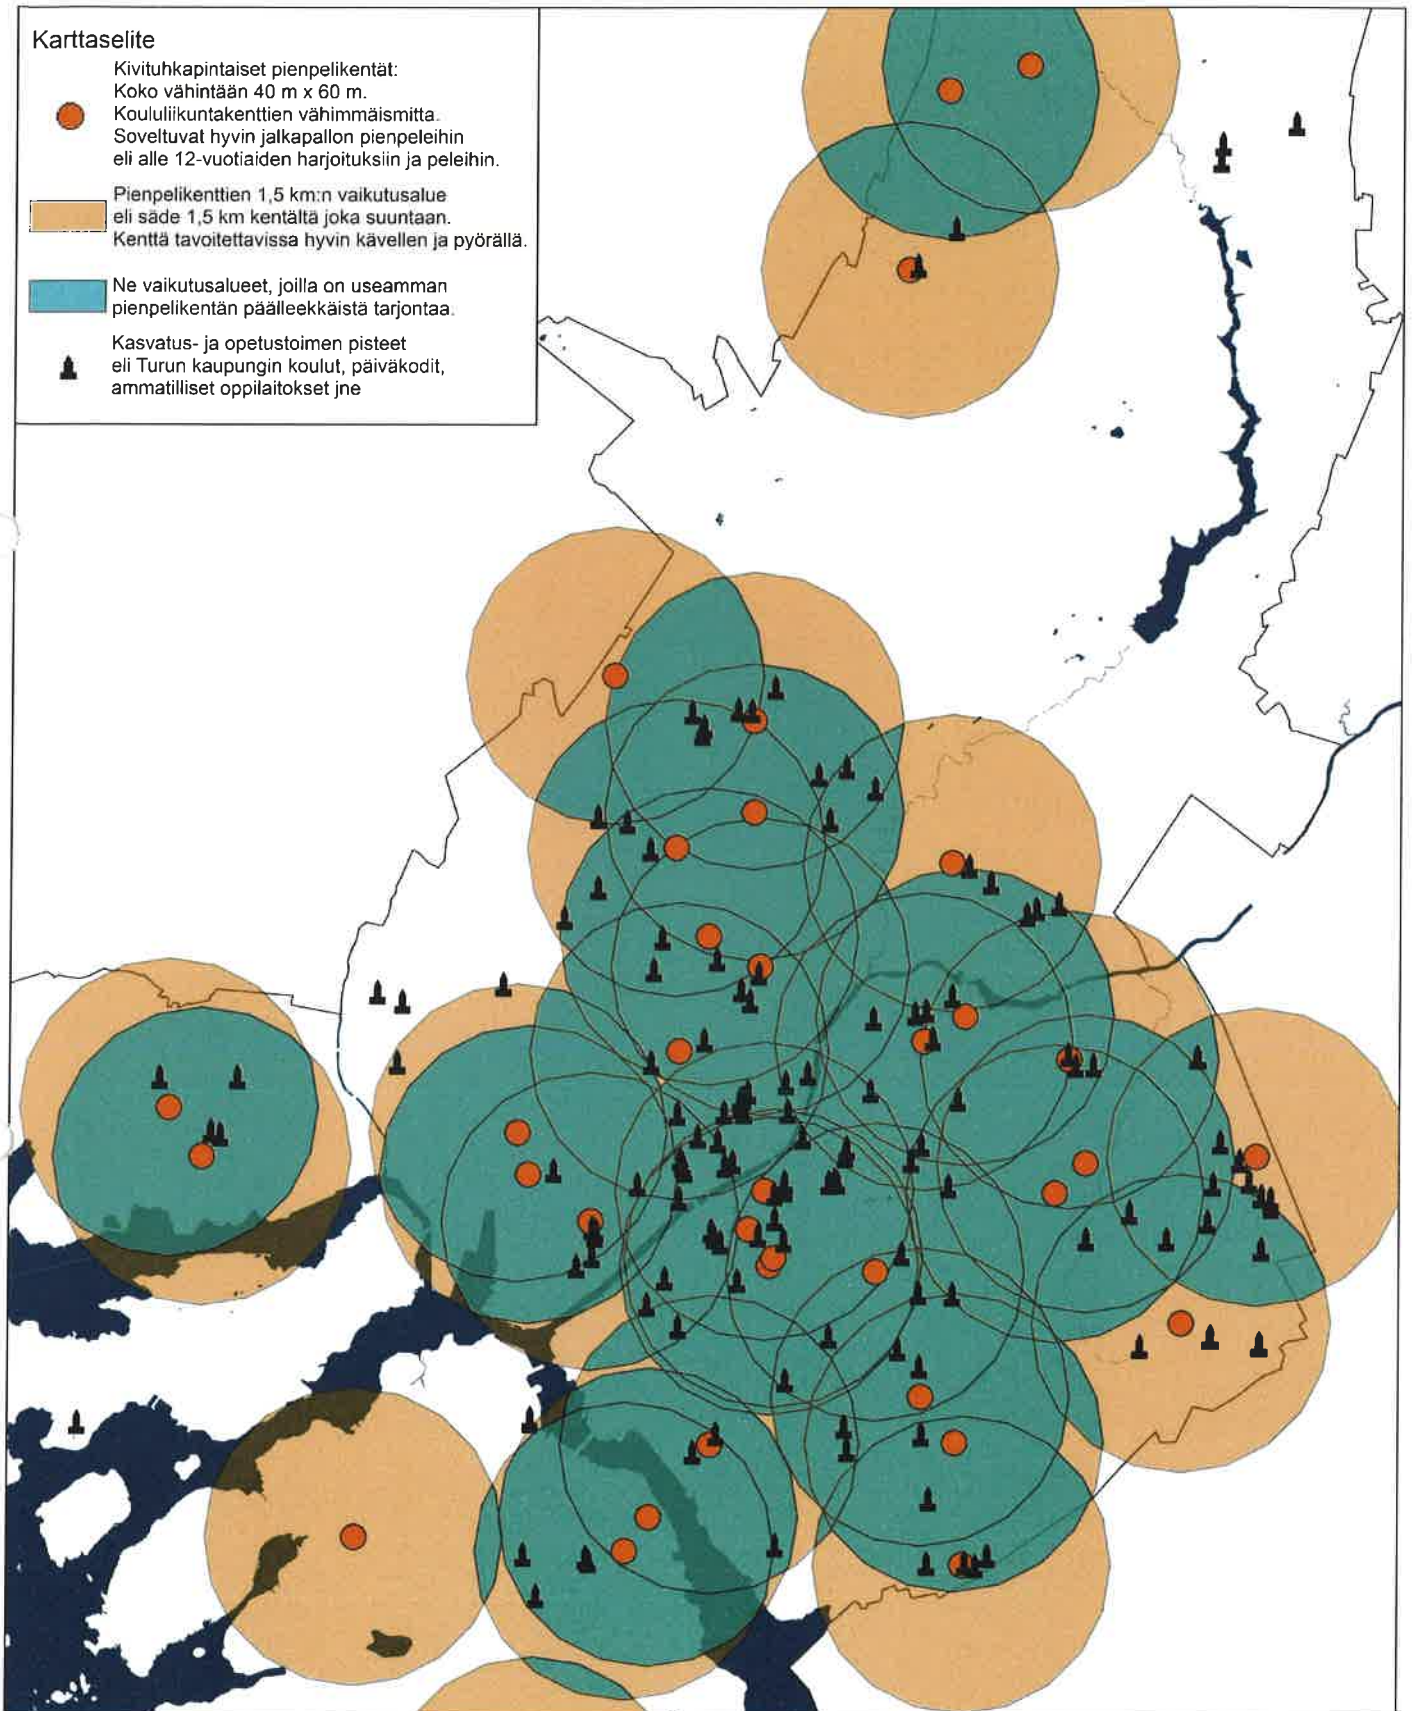 Karttaselite
Kivituhkapintaiset pienpelikentät:
Koko vähintään 40 m x 60 m.
Koululiikuntakenttien vähimmäismitta.
Soveltuvat hyvin jalkapallon pienpeleihin
eli alle 12-vuotiaiden harjoituksiin ja peleihin.
Pienpelikenttien 1,5 km:n vaikutusalue
eli säde 1,5 km kentältä joka suuntaan.
Kenttä tavoitettavissa hyvin kävellen ja pyörällä.
Ne vaikutusalueet, joilla on useamman
pienpelikentän päällekkäistä tarjontaa.
Kasvatus- ja opetustoimen pisteet
eli Turun kaupungin koulut, päiväkodit,
ammatilliset oppilaitokset jne